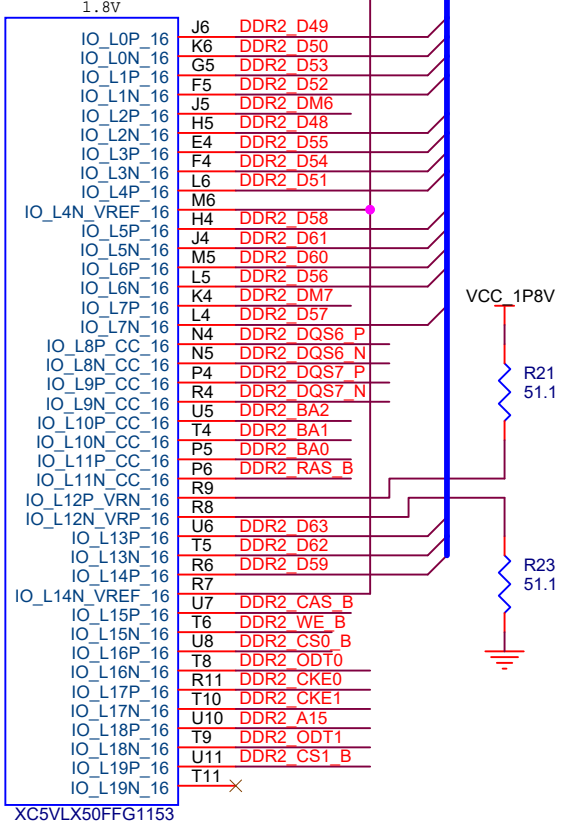 1.8V
IO_L0P_16 J6 DDR2_D49
IO_L0N_16 K6 DDR2_D50
IO_L1P_16 G5 DDR2_D53
IO_L1N_16 F5 DDR2_D52
IO_L2P_16 J5 DDR2_DM6
IO_L2N_16 H5 DDR2_D48
IO_L3P_16 E4 DDR2_D55
IO_L3N_16 F4 DDR2_D54
IO_L4P_16 L6 DDR2_D51
IO_L4N_VREF_16 M6
IO_L5P_16 H4 DDR2_D58
IO_L5N_16 J4 DDR2_D61
IO_L6P_16 M5 DDR2_D60
IO_L6N_16 L5 DDR2_D56
IO_L7P_16 K4 DDR2_DM7
IO_L7N_16 L4 DDR2_D57
IO_L8P_CC_16 N4 DDR2_DQS6_P
IO_L8N_CC_16 N5 DDR2_DQS6_N
IO_L9P_CC_16 P4 DDR2_DQS7_P
IO_L9N_CC_16 R4 DDR2_DQS7_N
IO_L10P_CC_16 U5 DDR2_BA2
IO_L10N_CC_16 T4 DDR2_BA1
IO_L11P_CC_16 P5 DDR2_BA0
IO_L11N_CC_16 P6 DDR2_RAS_B
IO_L12P_VRN_16 R9
IO_L12N_VRP_16 R8
IO_L13P_16 U6 DDR2_D63
IO_L13N_16 T5 DDR2_D62
IO_L14P_16 R6 DDR2_D59
IO_L14N_VREF_16 R7
IO_L15P_16 U7 DDR2_CAS_B
IO_L15N_16 T6 DDR2_WE_B
IO_L16P_16 U8 DDR2_CS0_B
IO_L16N_16 T8 DDR2_ODT0
IO_L17P_16 R11 DDR2_CKE0
IO_L17N_16 T10 DDR2_CKE1
IO_L18P_16 U10 DDR2_A15
IO_L18N_16 T9 DDR2_ODT1
IO_L19P_16 U11 DDR2_CS1_B
IO_L19N_16 T11
XC5VLX50FFG1153
VCC_1P8V
R21
51.1
R23
51.1